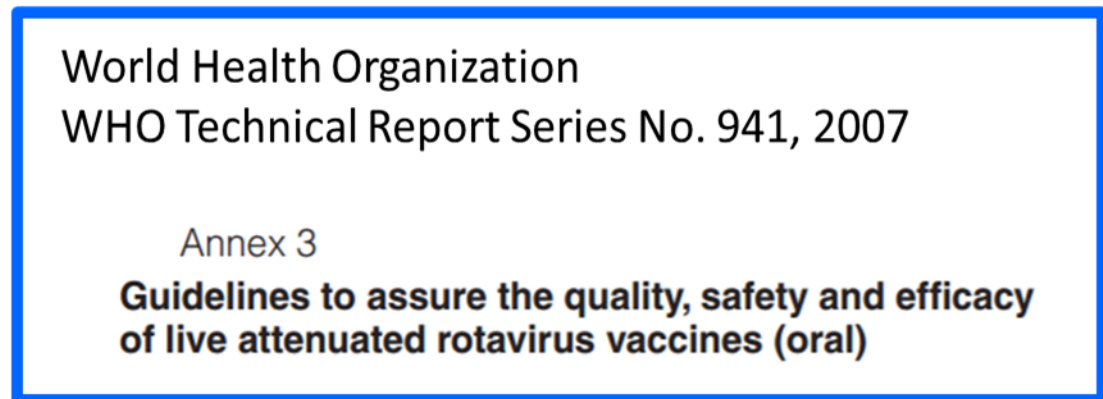 World Health Organization
WHO Technical Report Series No. 941, 2007
Annex 3
Guidelines to assure the quality, safety and efficacy
of live attenuated rotavirus vaccines (oral)